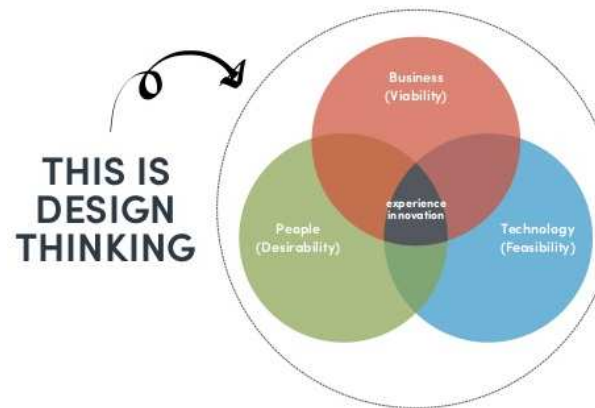 THIS IS
DESIGN
THINKING
Business
(Viability)
experience
innovation
People
(Desirability)
Technology
(Feasibility)